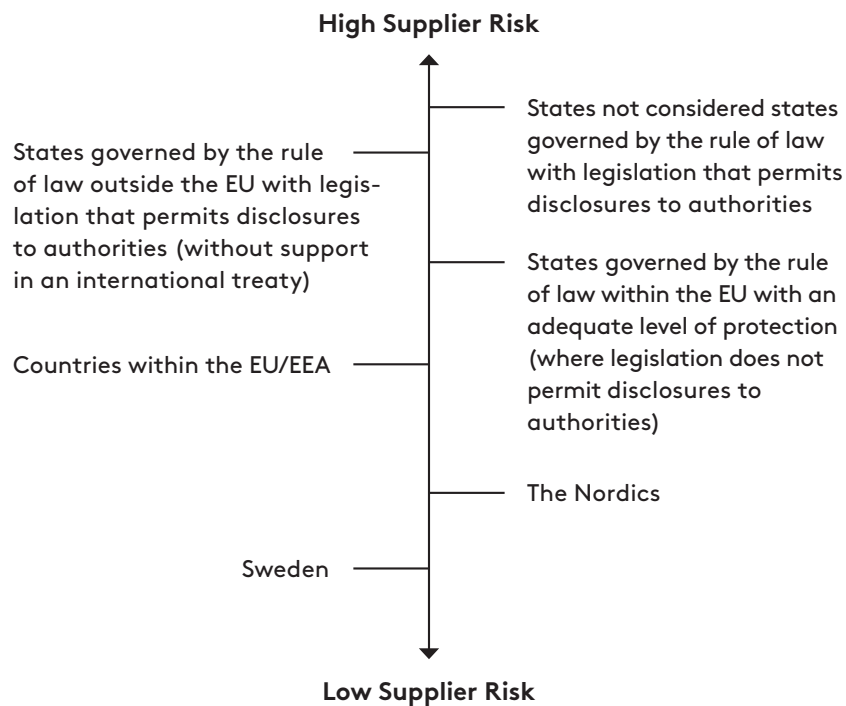 High Supplier Risk
States not considered states
governed by the rule of law
with legislation that permits
disclosures to authorities
States governed by the rule
of law outside the EU with legis-
lation that permits disclosures
to authorities (without support
in an international treaty)
States governed by the rule
of law within the EU with an
adequate level of protection
(where legislation does not
permit disclosures to
authorities)
Countries within the EU/EEA
The Nordics
Sweden
Low Supplier Risk